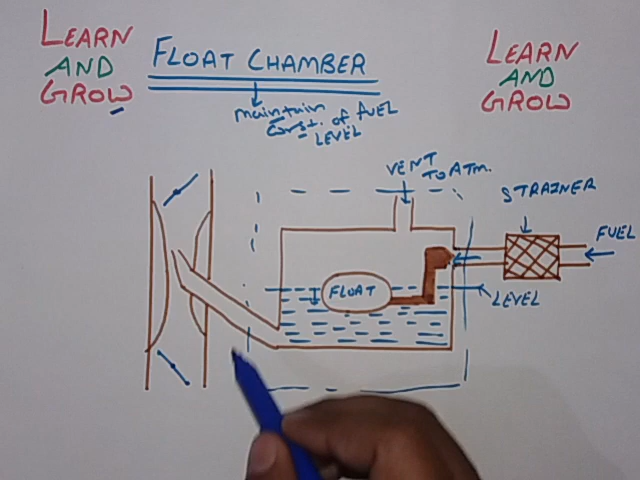 LEARN
AND
GROW
FLOAT CHAMBER
maintain
const. of FUEL
LEVEL
LEARN
AND
GROW
VENT
TO ATM.
STRAINER
FUEL
FLOAT
LEVEL